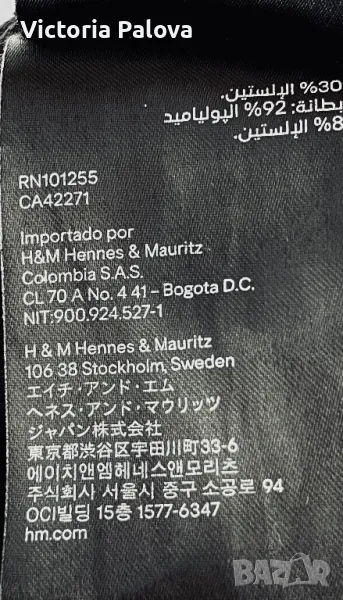 Victoria Palova
30% الإلستين.
بطانة: 92% البولياميد
8% الإلستين.
RN101255
CA42271
Importado por
H&M Hennes & Mauritz
Colombia S.A.S.
CL 70 A No. 4 41 – Bogota D.C.
NIT:900.924.527-1
H & M Hennes & Mauritz
106 38 Stockholm, Sweden
エイチ・アンド・エム
ヘネス・アンド・マウリッツ
ジャパン株式会社
東京都渋谷区宇田川町33-6
에이치앤엠헤네스앤모리츠
주식회사 서울시 중구 소공로 94
OCI빌딩 15층 1577-6347
hm.com
BAZAR